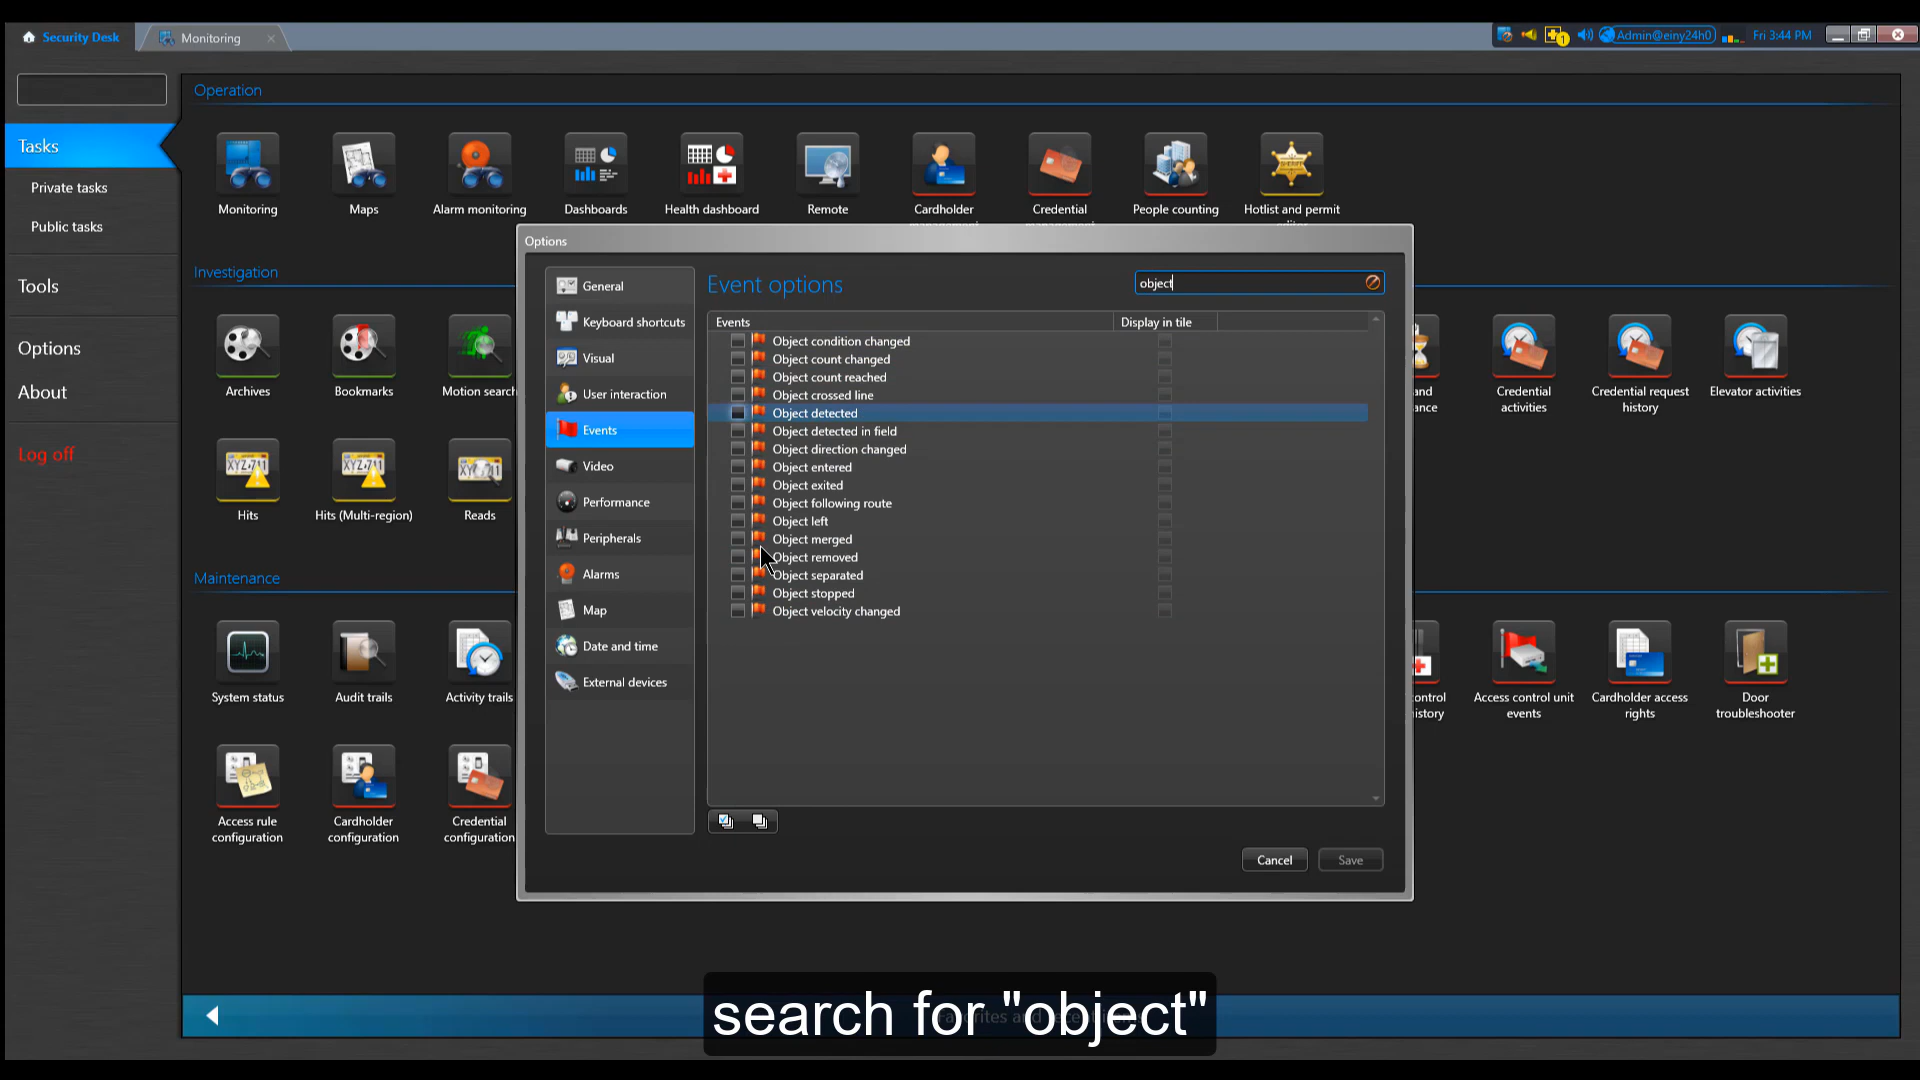 Security Desk
Monitoring
1
Admin@einy24h0
Fri 3:44 PM
Tasks
Private tasks
Public tasks
Tools
Options
About
Log off
Operation
Monitoring
Maps
Alarm monitoring
Dashboards
Health dashboard
Remote
Cardholder
Credential
People counting
SHERIFF
Hotlist and permit
Investigation
Archives
Bookmarks
Motion search
Credential
activities
Credential request
history
Elevator activities
XYZ-711
Hits
XYZ-711
Hits (Multi-region)
Reads
Maintenance
System status
Audit trails
Activity trails
Access control unit
events
Cardholder access
rights
Door
troubleshooter
Access rule
configuration
Cardholder
configuration
Credential
configuration
Options
General
Keyboard shortcuts
Visual
User interaction
Events
Video
Performance
Peripherals
Alarms
Map
Date and time
External devices
Event options
object
Events
Display in tile
Object condition changed
Object count changed
Object count reached
Object crossed line
Object detected
Object detected in field
Object direction changed
Object entered
Object exited
Object following route
Object left
Object merged
Object removed
Object separated
Object stopped
Object velocity changed
Cancel
Save
search for "object"